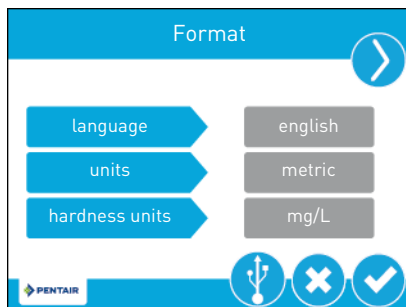 Format
language english
units metric
hardness units mg/L
PENTAIR